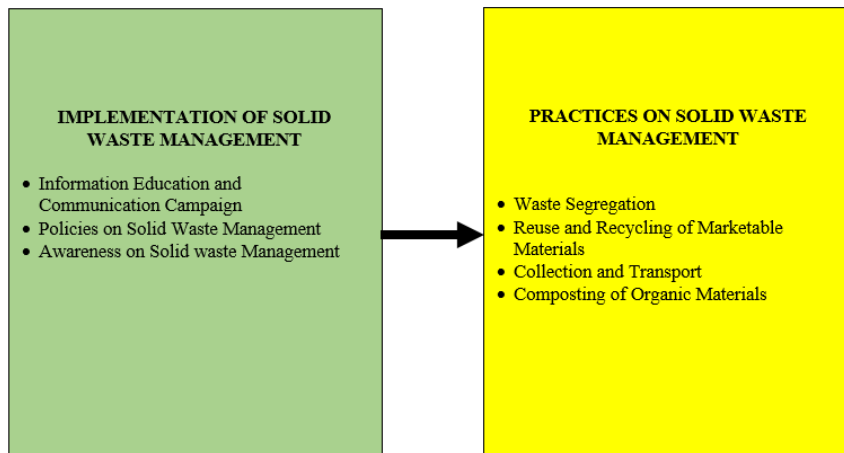 IMPLEMENTATION OF SOLID
WASTE MANAGEMENT
• Information Education and
Communication Campaign
• Policies on Solid Waste Management
• Awareness on Solid waste Management
PRACTICES ON SOLID WASTE
MANAGEMENT
• Waste Segregation
• Reuse and Recycling of Marketable
Materials
• Collection and Transport
• Composting of Organic Materials